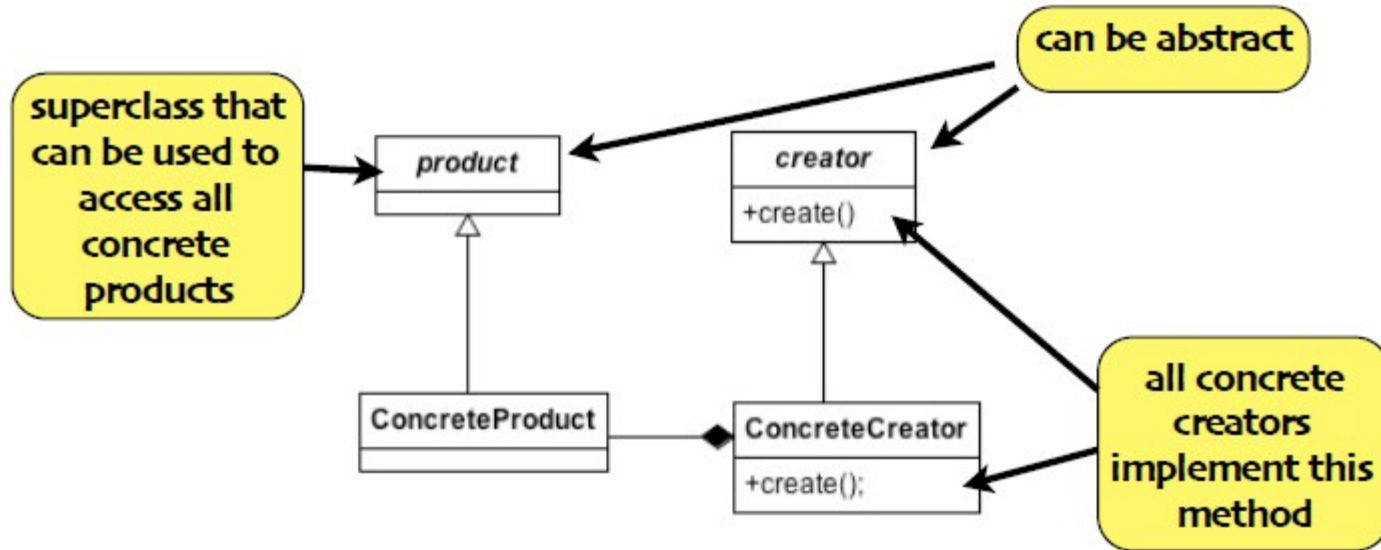 can be abstract
superclass that
can be used to
access all
concrete
products
product
creator
+create()
ConcreteProduct
ConcreteCreator
+create();
all concrete
creators
implement this
method